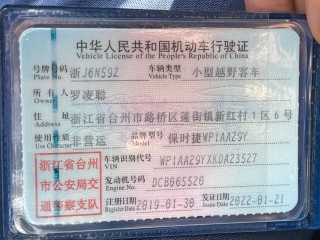 中华人民共和国机动车行驶证
Vehicle License of the People's Republic of China
号牌号码 浙J6N59Z 车辆类型 小型越野客车
Plate No. Vehicle Type
所有人 罗凌聪
Owner
住址 浙江省台州市路桥区蓬街镇新红村1区6号
使用性质 非营运 品牌型号 保时捷WP1AA29Y
浙江省台州市公安局交通警察支队
车辆识别代号 WP1AA29YXKDA23527
VIN
发动机号码 DCB065520
Engine No.
注册日期 2019-01-30 发证日期 2022-01-21
Register Date Issue Date